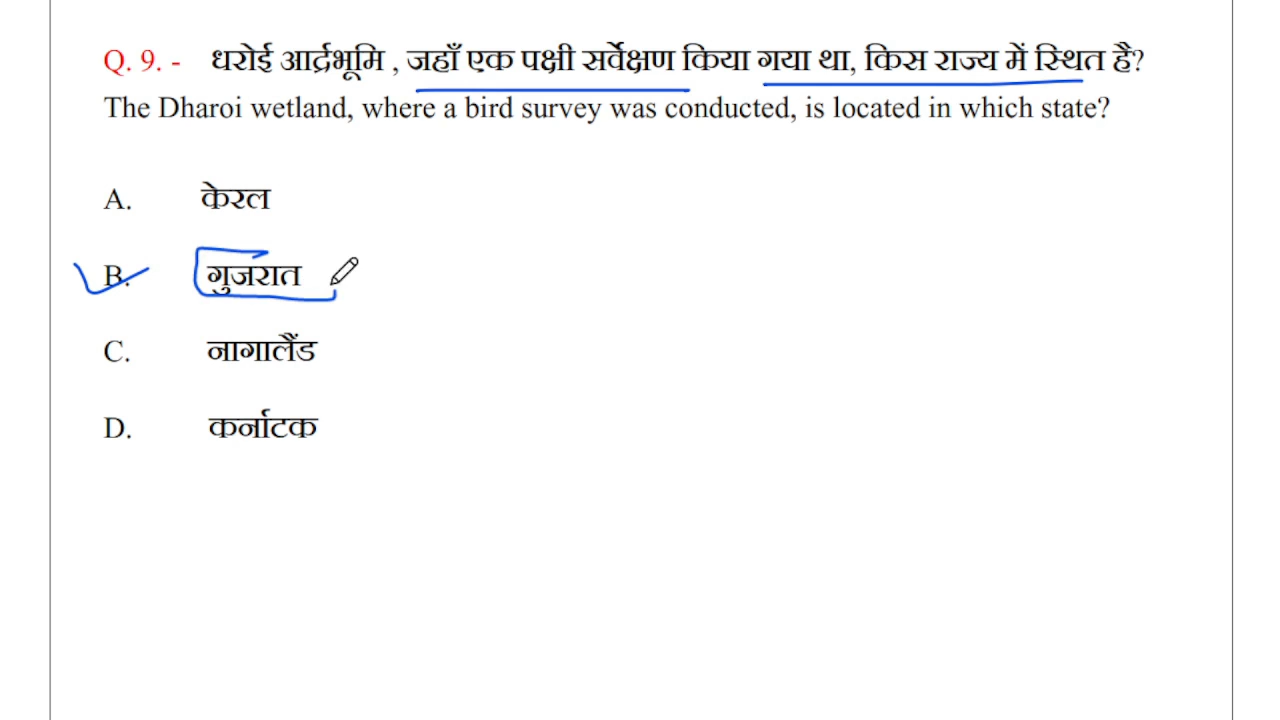 Q. 9. - धरोई आर्द्रभूमि , जहाँ एक पक्षी सर्वेक्षण किया गया था, किस राज्य में स्थित है?
The Dharoi wetland, where a bird survey was conducted, is located in which state?
A. केरल
B. गुजरात
C. नागालैंड
D. कर्नाटक